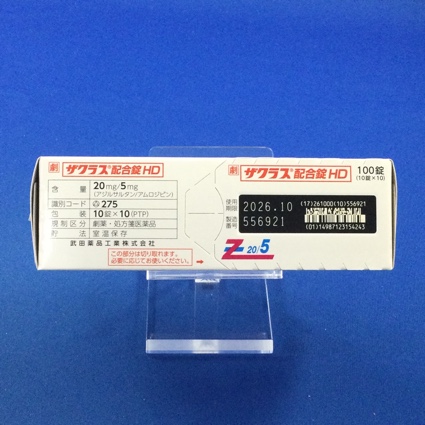 劇 ザクラス®配合錠HD
含量 20mg/5mg
(アジルサルタン/アムロジピン)
識別コード 275
包装 10錠×10(PTP)
規制区分 劇薬・処方箋医薬品
貯法 室温保存
武田薬品工業株式会社
この部分は切り取れます。
必要に応じてお使いください。→
劇 ザクラス®配合錠HD 100錠
(10錠×10)
使用期限 2026.10
製造番号 556921
(17)261000(10)556921
(01)14987123154243
Z 20/5